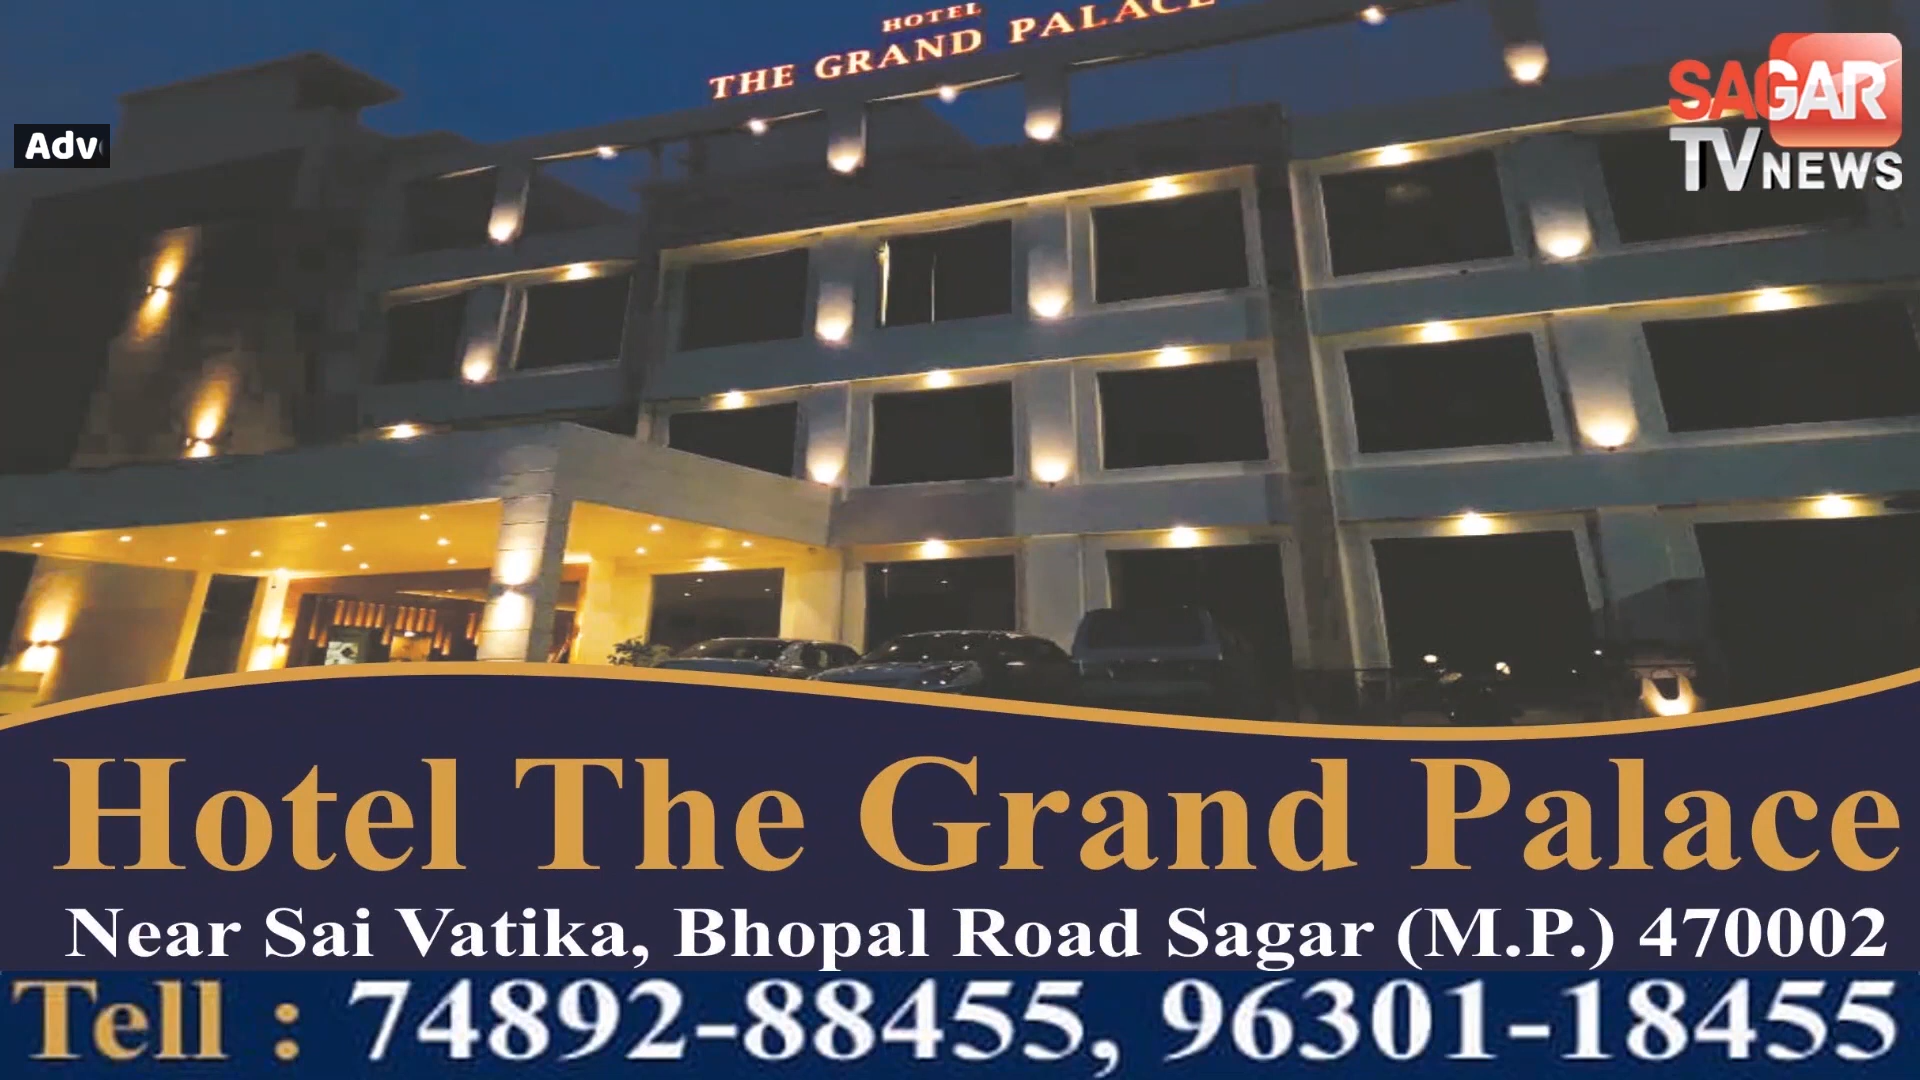 HOTEL
THE GRAND PALACE
SAGAR
TV NEWS
Adv
Hotel The Grand Palace
Near Sai Vatika, Bhopal Road Sagar (M.P.) 470002
Tell : 74892-88455, 96301-18455